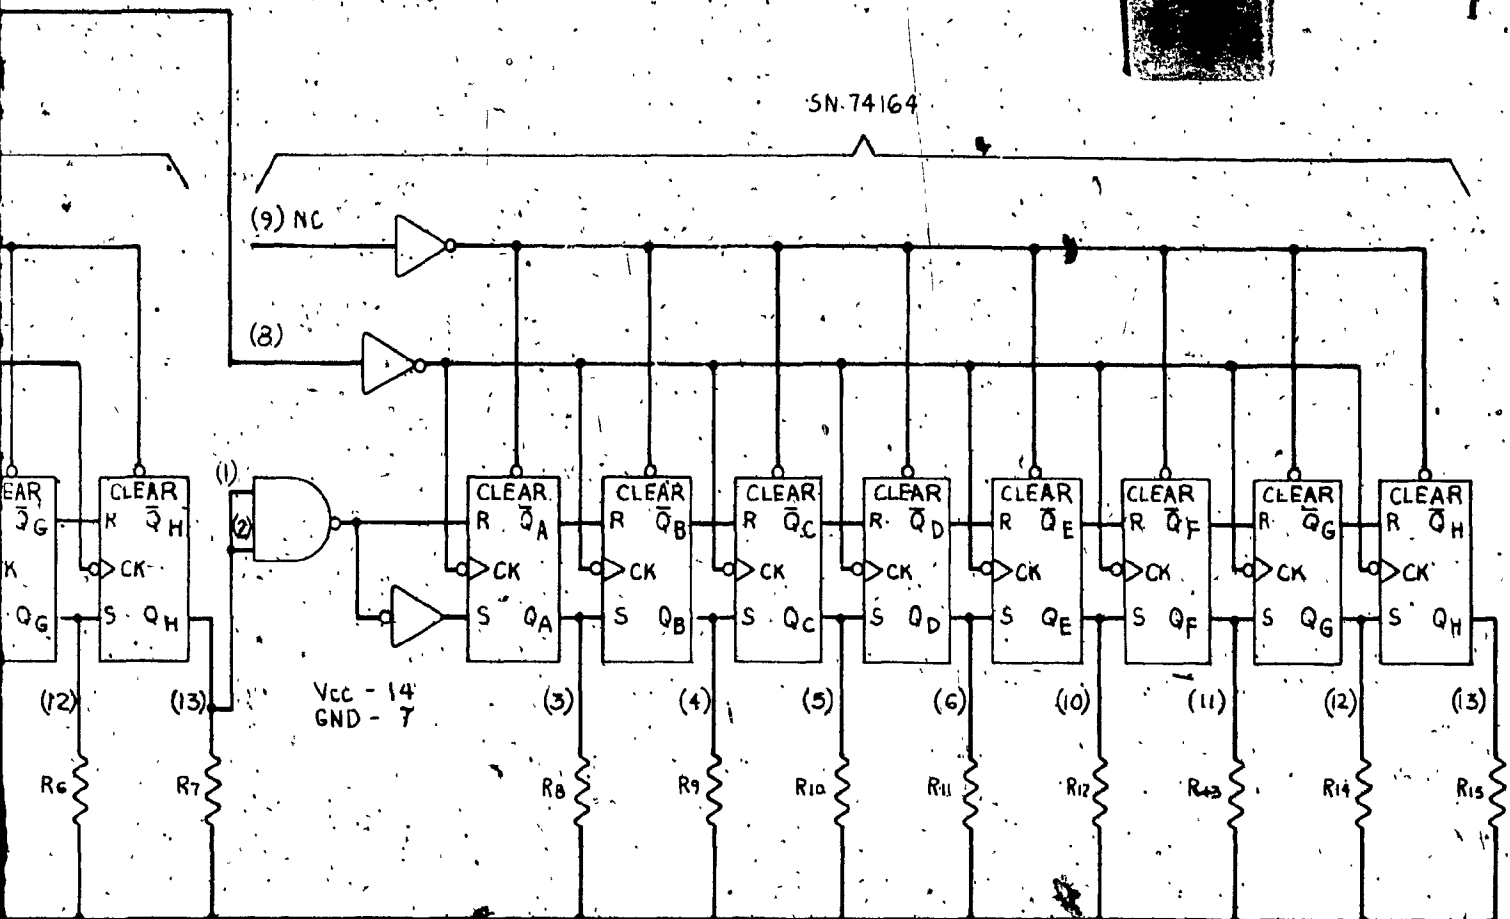 SN.74164
(9) NC
(8)
(1)
(2)
EAR CLEAR CLEAR CLEAR CLEAR CLEAR CLEAR CLEAR CLEAR CLEAR
Q̅G R Q̅H R Q̅A R Q̅B R Q̅C R Q̅D R Q̅E R Q̅F R Q̅G R Q̅H
K CK CK CK CK CK CK CK CK CK
QG S QH S QA S QB S QC S QD S QE S QF S QG S QH
(12) (13) (3) (4) (5) (6) (10) (11) (12) (13)
Vcc - 14
GND - 7
R6 R7 R8 R9 R10 R11 R12 R13 R14 R15